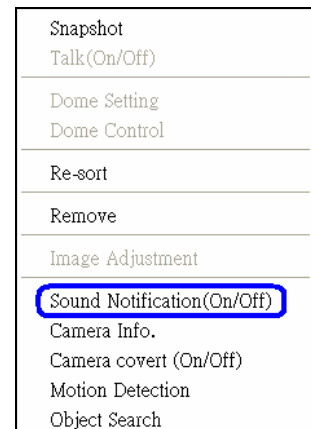 Snapshot
Talk(On/Off)
Dome Setting
Dome Control
Re-sort
Remove
Image Adjustment
Sound Notification(On/Off)
Camera Info.
Camera covert (On/Off)
Motion Detection
Object Search